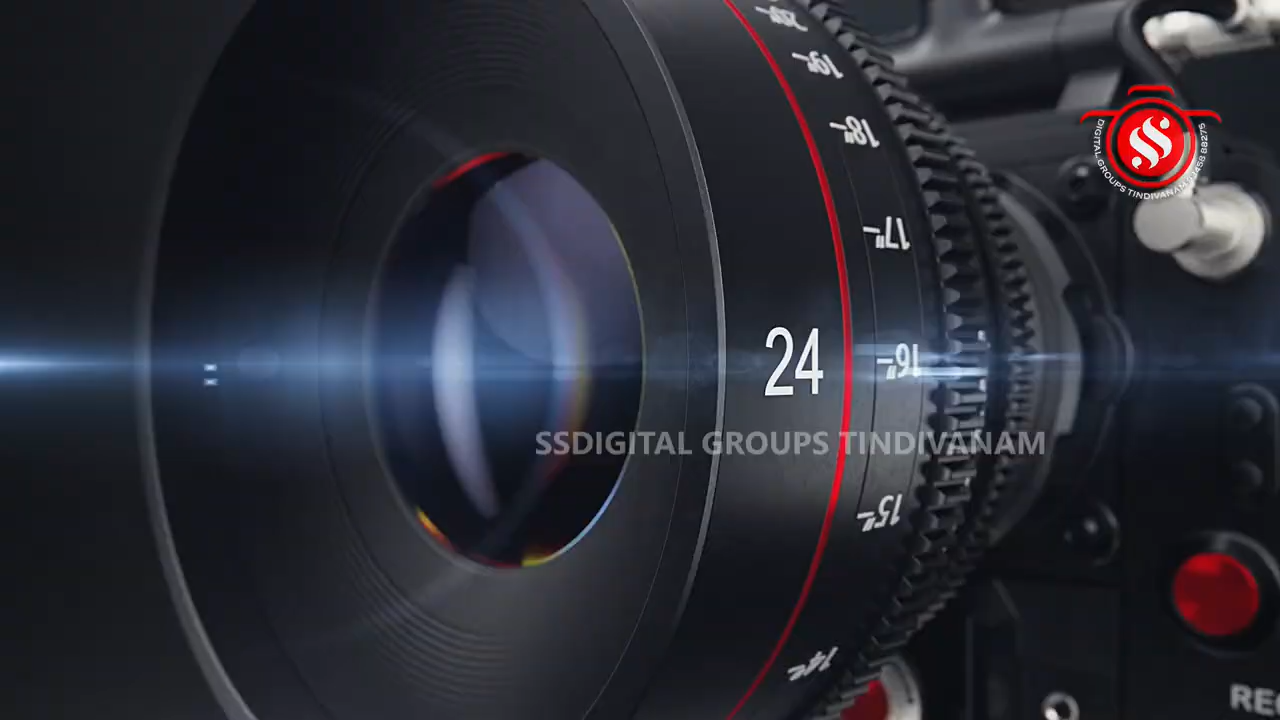 20"
19"
18"
17"
24
16"
SSDIGITAL GROUPS TINDIVANAM
15"
14"
REC
DIGITAL GROUPS TINDIVANAM
SS